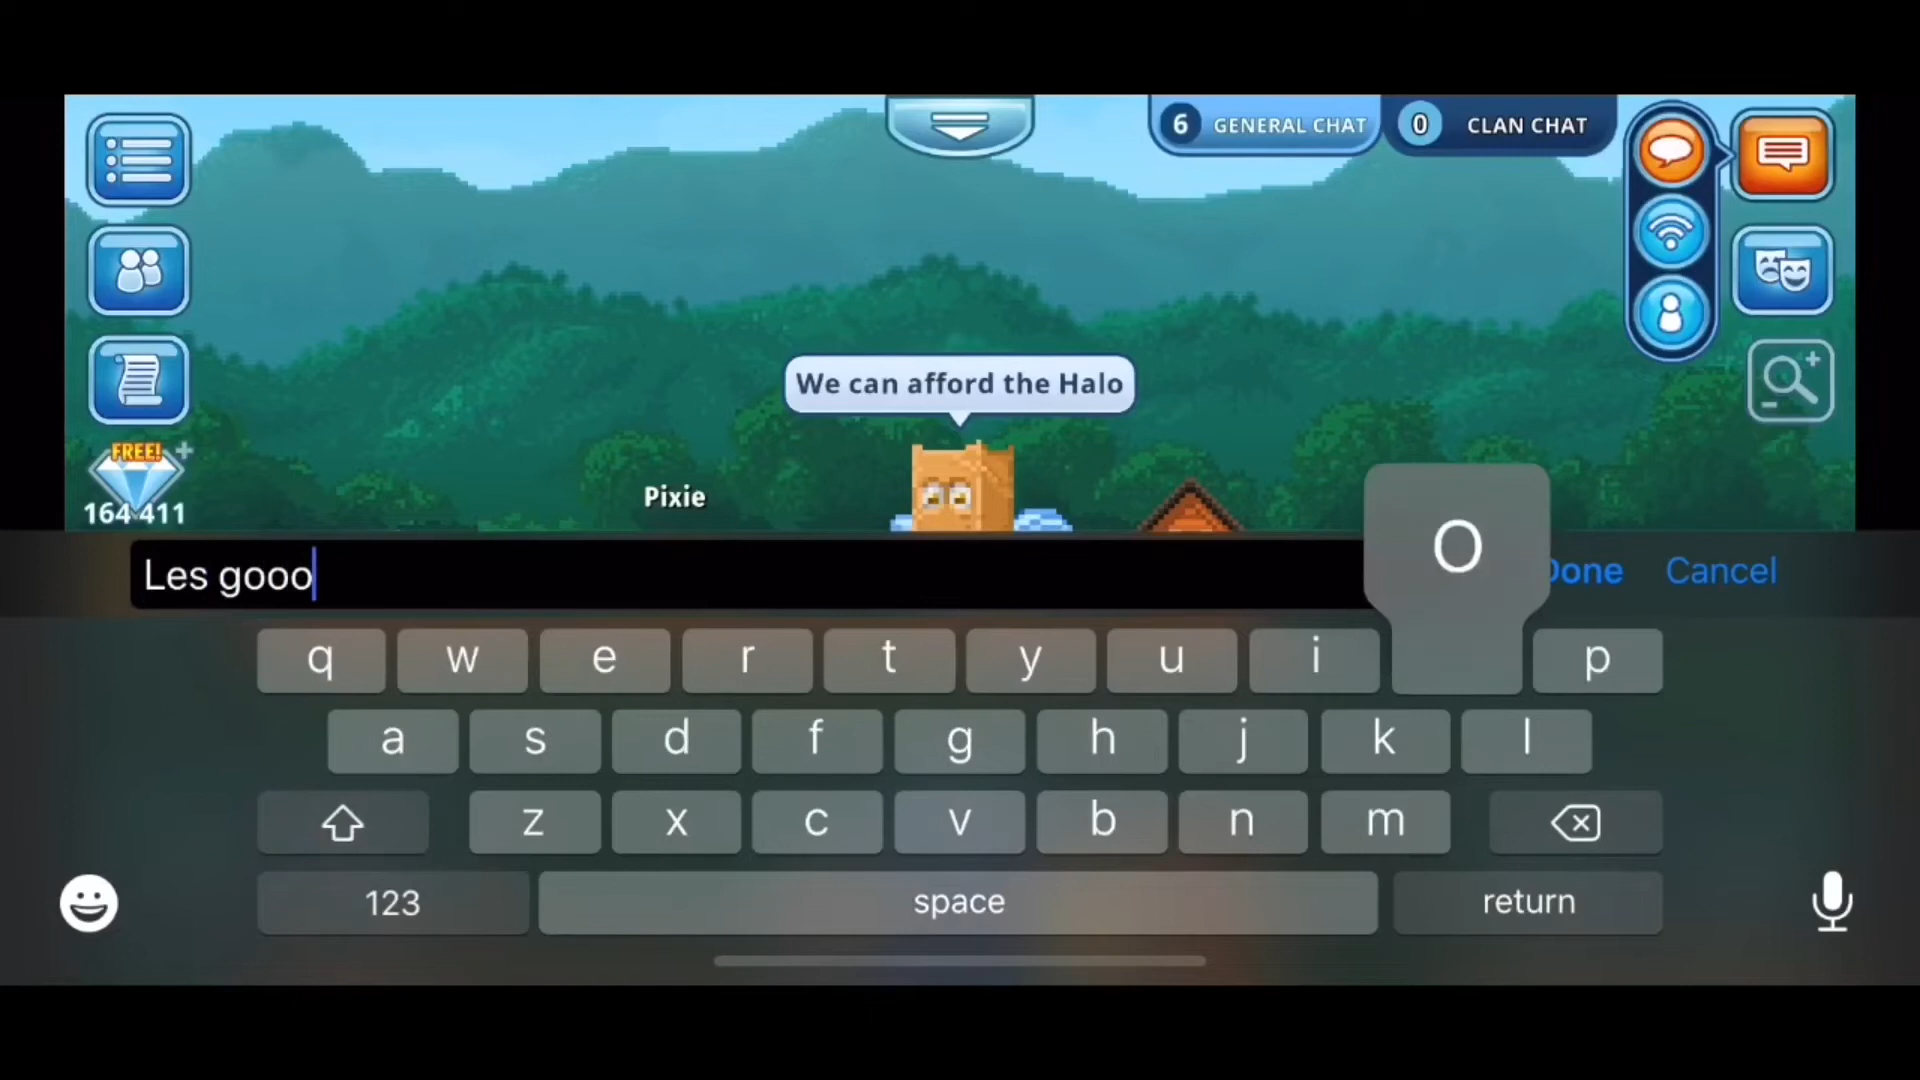 6 GENERAL CHAT
0 CLAN CHAT
We can afford the Halo
FREE!
164 411
Pixie
Les gooo
Done
Cancel
O
q w e r t y u i p
a s d f g h j k l
z x c v b n m
123 space return